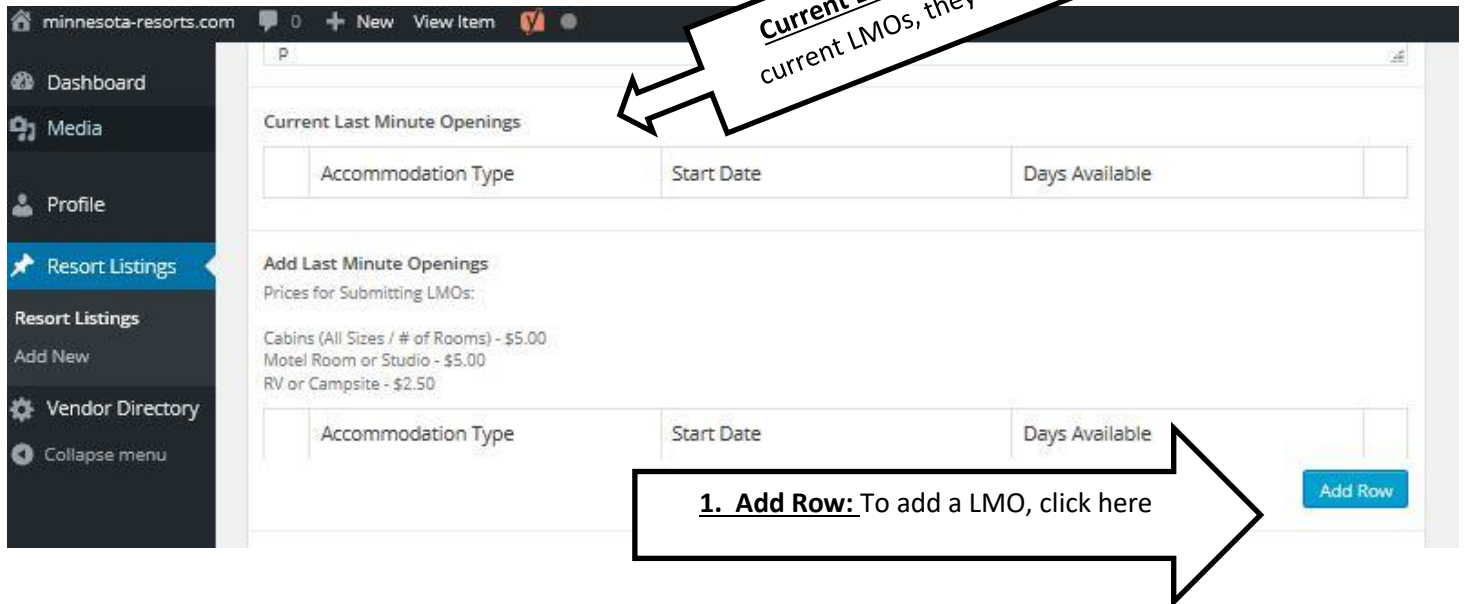 minnesota-resorts.com 0 + New View Item
Current
current LMOs, they
Dashboard
Media
Profile
Resort Listings
Resort Listings
Add New
Vendor Directory
Collapse menu
P
Current Last Minute Openings
Accommodation Type Start Date Days Available
Add Last Minute Openings
Prices for Submitting LMOs:
Cabins (All Sizes / # of Rooms) - $5.00
Motel Room or Studio - $5.00
RV or Campsite - $2.50
Accommodation Type Start Date Days Available
Add Row
1. Add Row: To add a LMO, click here